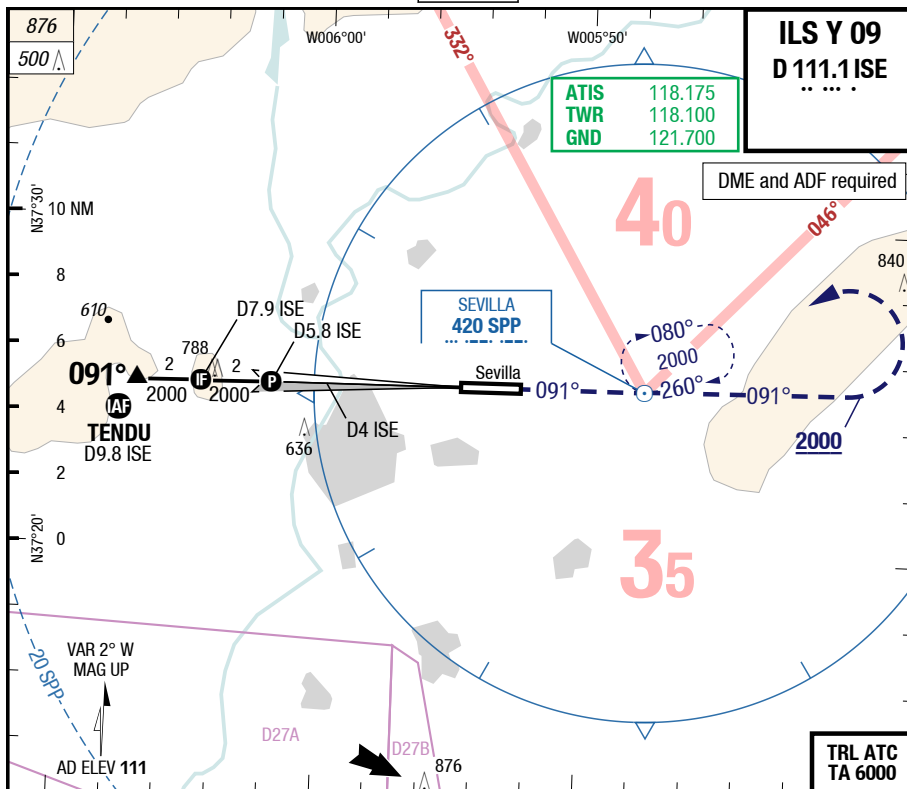 876
500
W006°00'
W005°50'
332°
ILS Y 09
D 111.1 ISE
ATIS 118.175
TWR 118.100
GND 121.700
DME and ADF required
N37°30'
10 NM
40
046°
840
8
610
D7.9 ISE
SEVILLA
420 SPP
D5.8 ISE
6
788
080°
2000
260°
091°
2
2
IF
P
Sevilla
2000
2000
091°
091°
IAF
4
TENDU
D9.8 ISE
D4 ISE
636
2000
2
N37°20'
0
35
20 SPP
VAR 2° W
MAG UP
D27A
D27B
876
AD ELEV 111
TRL ATC
TA 6000